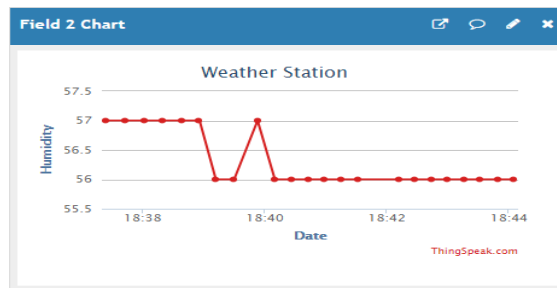 Field 2 Chart
Weather Station
57.5
57
56.5
56
55.5
Humidity
18:38 18:40 18:42 18:44
Date
ThingSpeak.com